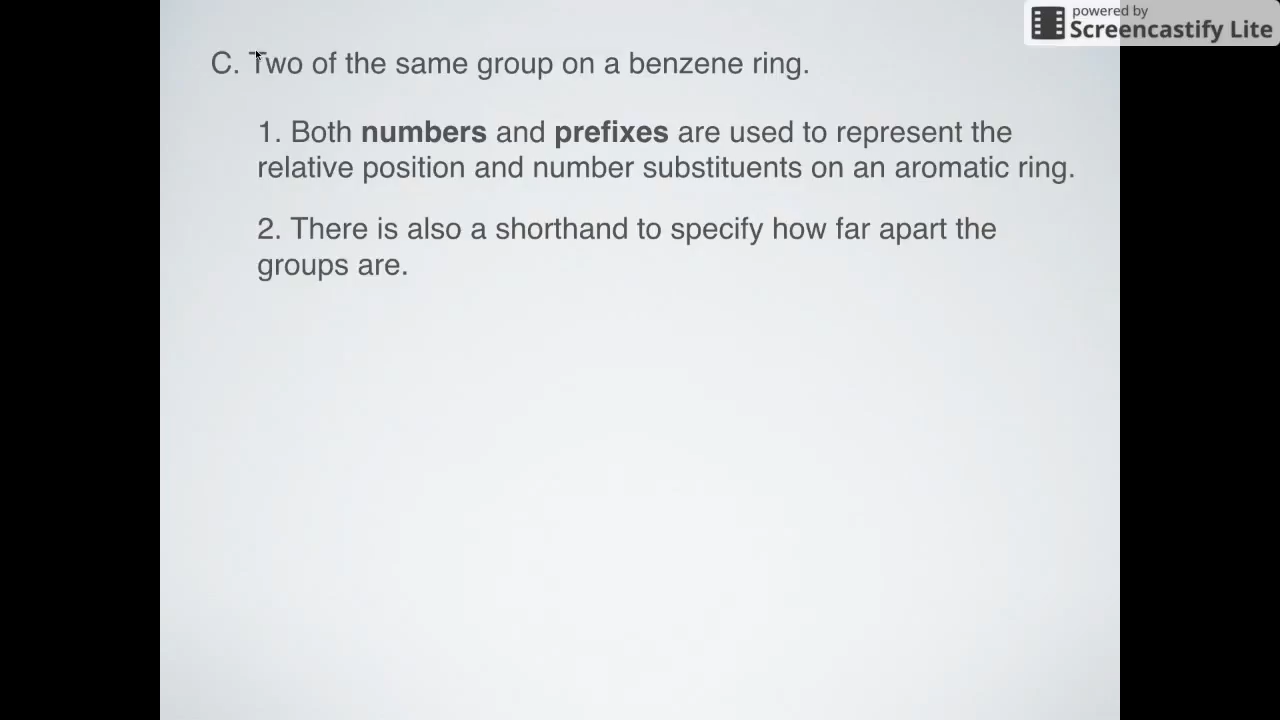 powered by
Screencastify Lite
C. Two of the same group on a benzene ring.
1. Both numbers and prefixes are used to represent the
relative position and number substituents on an aromatic ring.
2. There is also a shorthand to specify how far apart the
groups are.